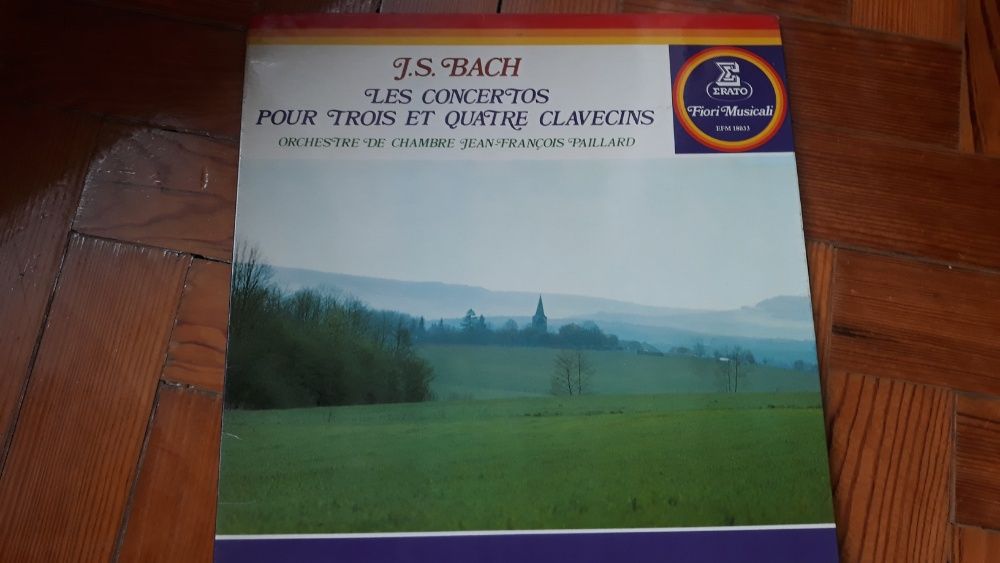 J.S. BACH
LES CONCERTOS
POUR TROIS ET QUATRE CLAVECINS
ORCHESTRE DE CHAMBRE JEAN-FRANÇOIS PAILLARD
ERATO
Fiori Musicali
EFM 18033